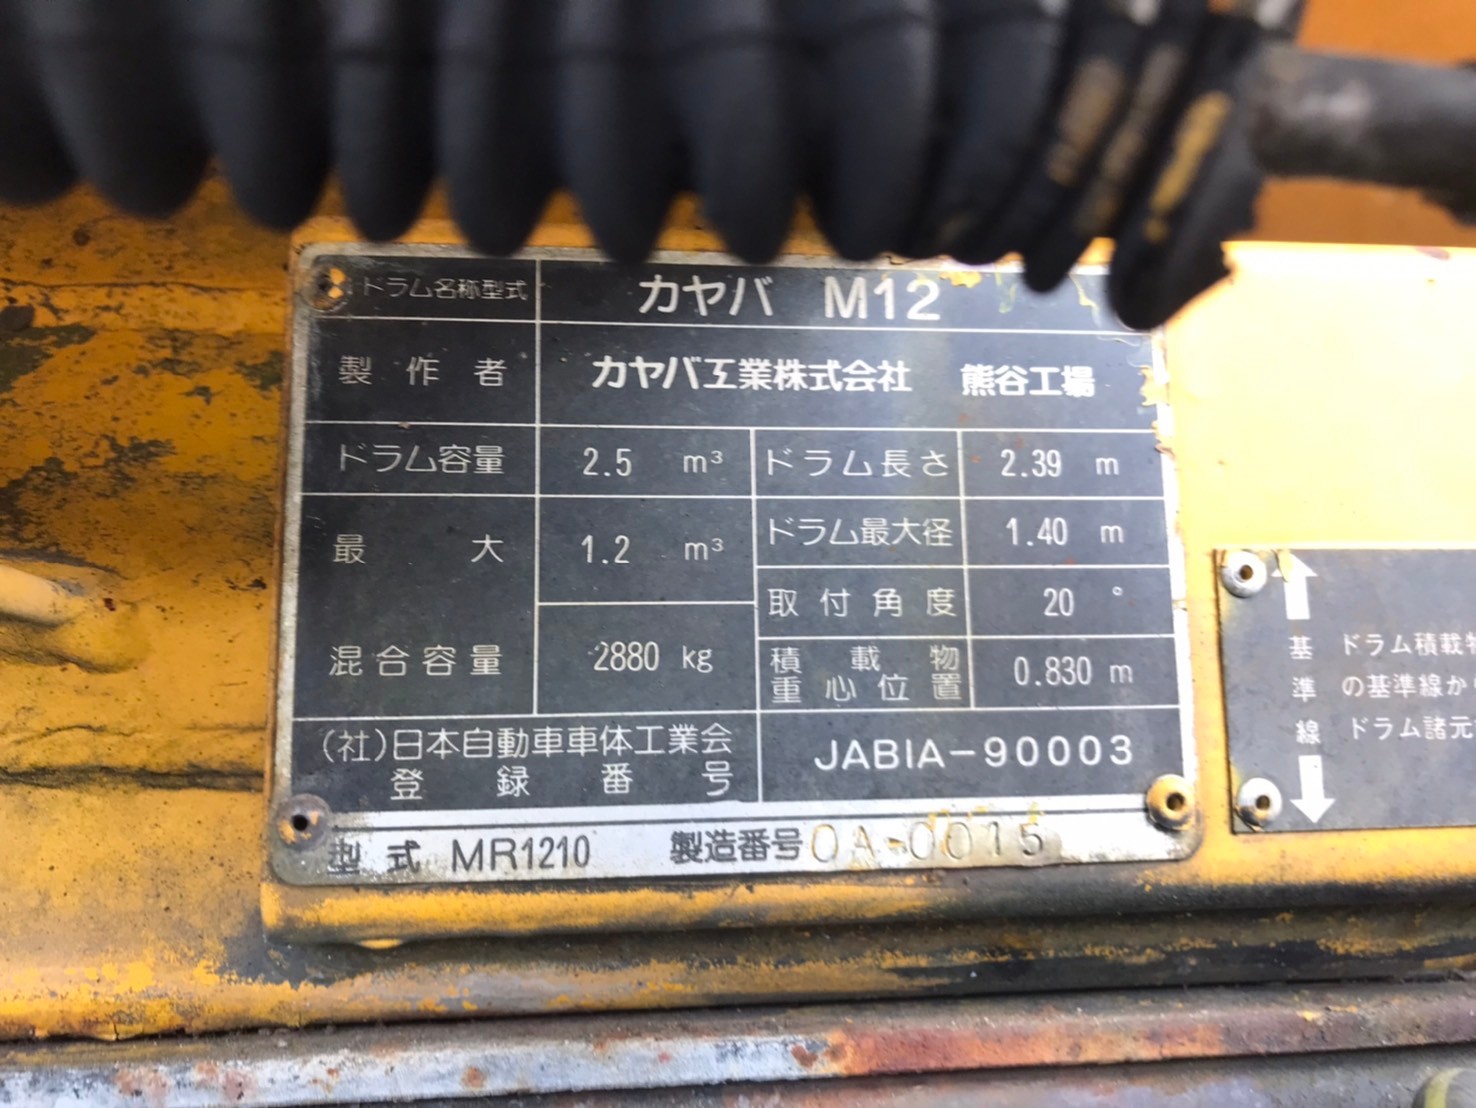 ドラム名称型式 カヤバ M12
製作者 カヤバ工業株式会社 熊谷工場
ドラム容量 2.5 m³ ドラム長さ 2.39 m
最大 1.2 m³ ドラム最大径 1.40 m
取付角度 20 °
混合容量 2880 kg 積載物
重心位置 0.830 m
(社)日本自動車車体工業会
登録番号 JABIA-90003
型式 MR1210 製造番号 0A-0015
基準線
ドラム積載物
の基準線か
ドラム諸元